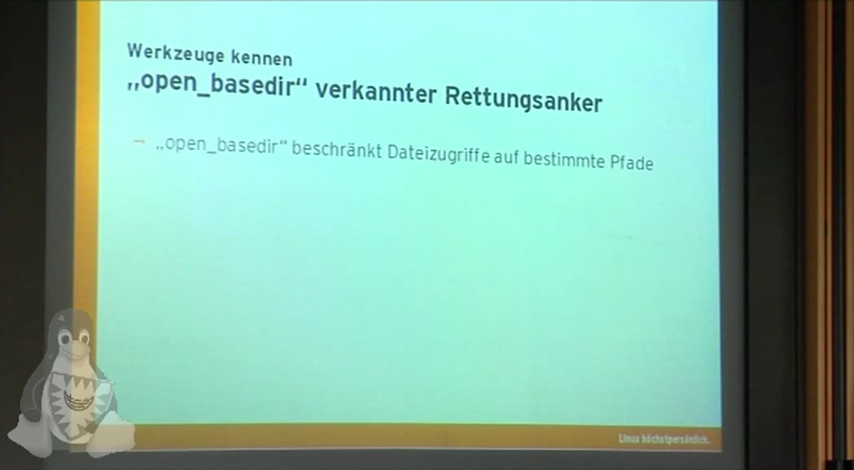 Werkzeuge kennen
„open_basedir“ verkannter Rettungsanker
→ „open_basedir“ beschränkt Dateizugriffe auf bestimmte Pfade
Linux höchstpersönlich.